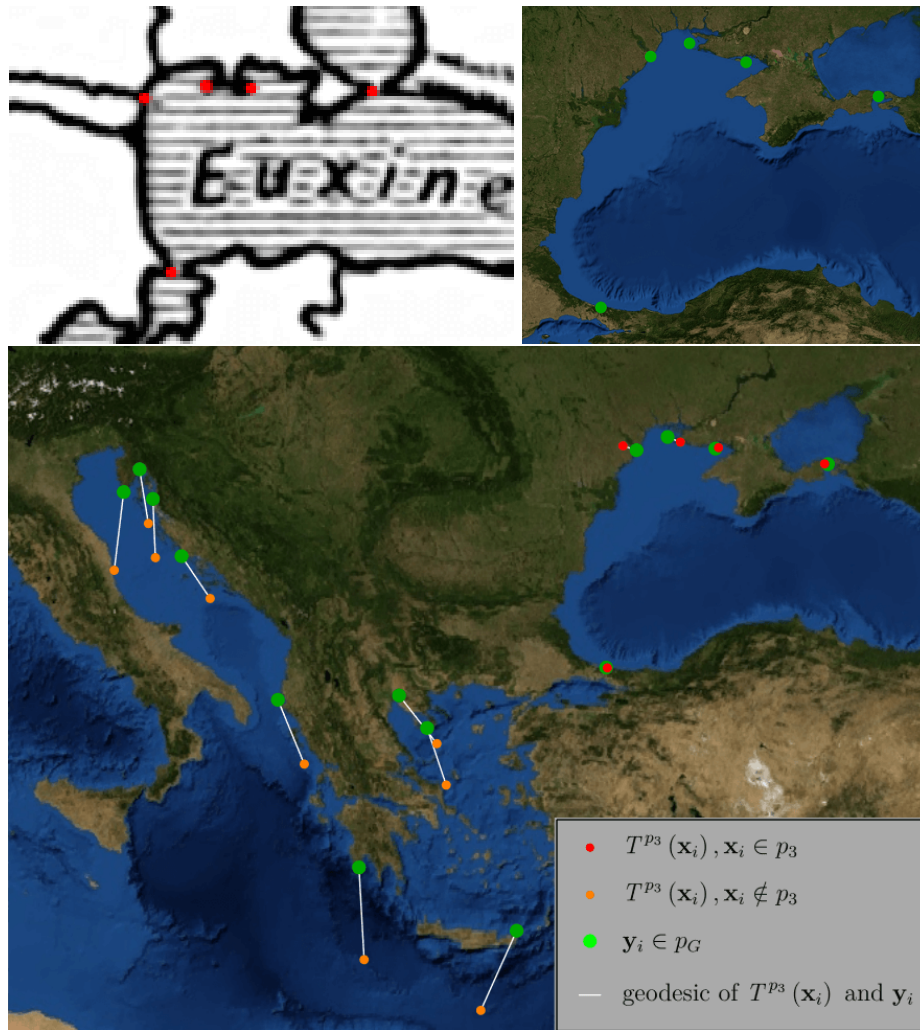 Euxine
T^{p_3} (x_i) , x_i ∈ p_3
T^{p_3} (x_i) , x_i ∉ p_3
y_i ∈ p_G
geodesic of T^{p_3} (x_i) and y_i